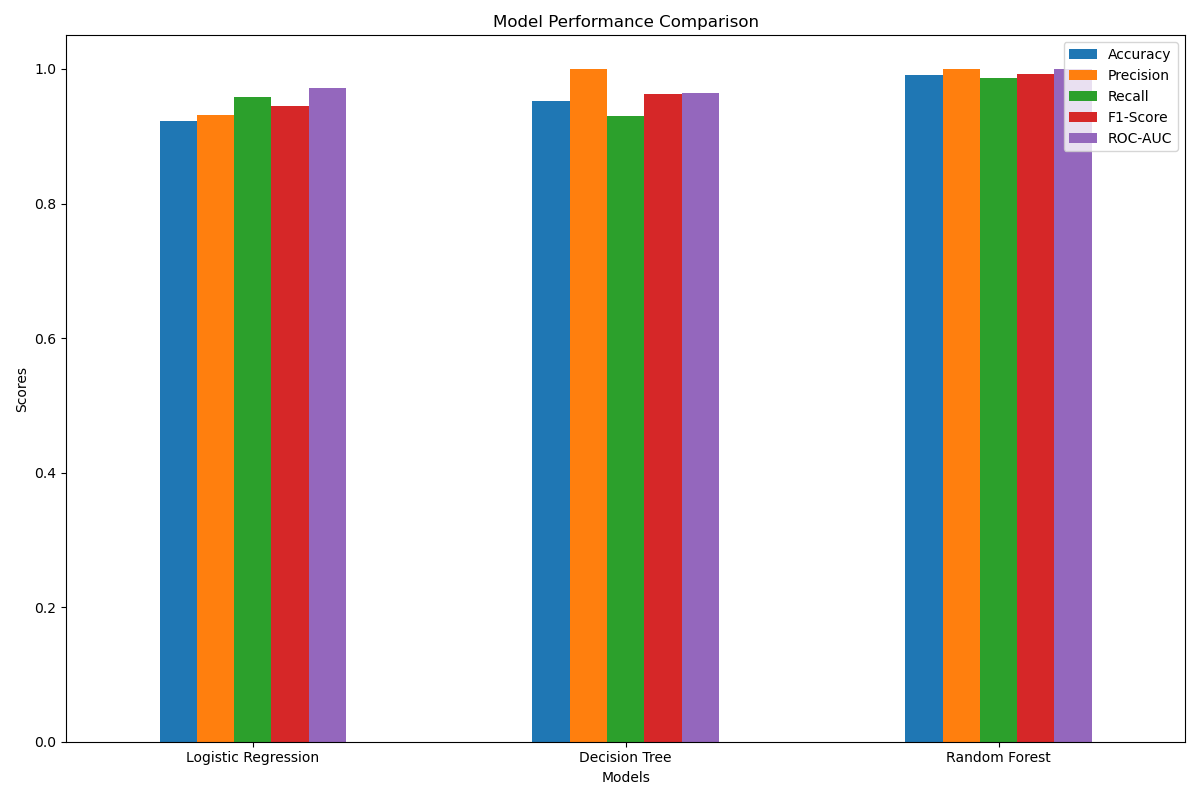 Model Performance Comparison
Accuracy
Precision
Recall
F1-Score
ROC-AUC
1.0
0.8
0.6
0.4
0.2
0.0
Scores
Logistic Regression
Decision Tree
Random Forest
Models